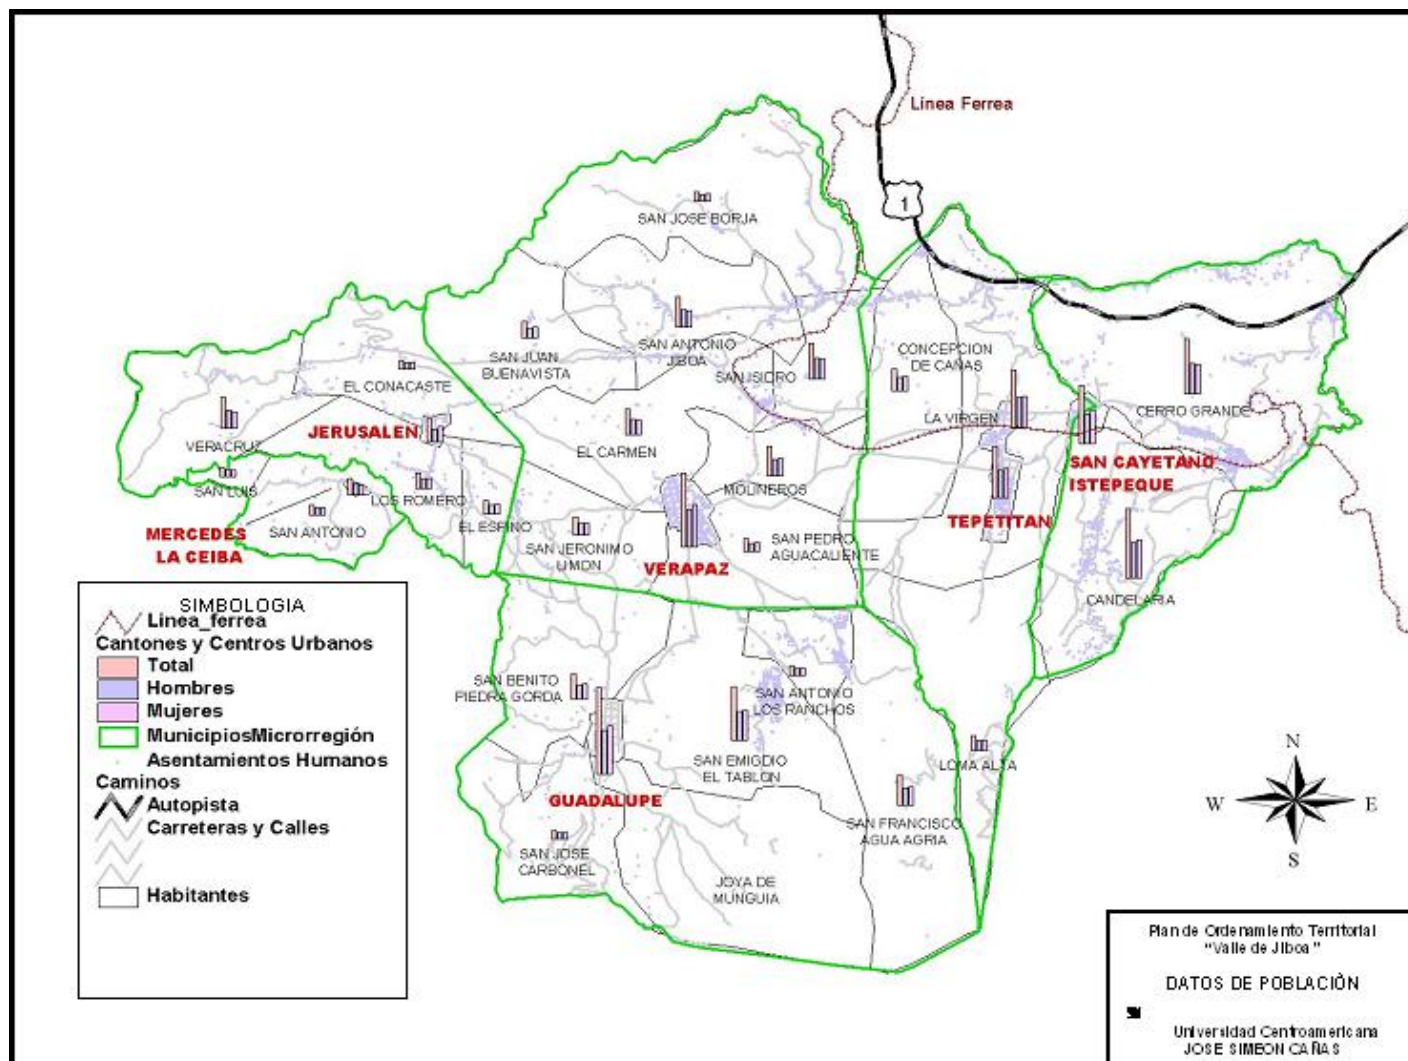 Linea Ferrea
1
SAN JOSE BORJA
SAN JUAN
BUENAVISTA
SAN ANTONIO
JIBOA
SAN ISIDRO
CONCEPCION
DE CAÑAS
LA VIRGEN
CERRO GRANDE
EL CONACASTE
VERACRUZ
JERUSALEN
EL CARMEN
MOLINEROS
SAN CAYETANO
ISTEPEQUE
SAN LUIS
LOS ROMERO
EL ESPINO
SAN ANTONIO
MERCEDES
LA CEIBA
SAN JERONIMO
LIMON
VERAPAZ
SAN PEDRO
AGUACALIENTE
TEPETITAN
CANDELARIA
SAN BENITO
PIEDRA GORDA
SAN ANTONIO
LOS RANCHOS
SAN EMIGDIO
EL TABLON
LOMA ALTA
GUADALUPE
SAN FRANCISCO
AGUA AGRIA
SAN JOSE
CARBONEL
JOYA DE
MUNGUIA
SIMBOLOGIA
Linea_ferrea
Cantones y Centros Urbanos
Total
Hombres
Mujeres
MunicipiosMicrorregión
Asentamientos Humanos
Caminos
Autopista
Carreteras y Calles
Habitantes
N
W
E
S
Plan de Ordenamiento Territorial
"Valle de Jiboa"
DATOS DE POBLACIÒN
Universidad Centroamericana
JOSE SIMEON CAÑAS